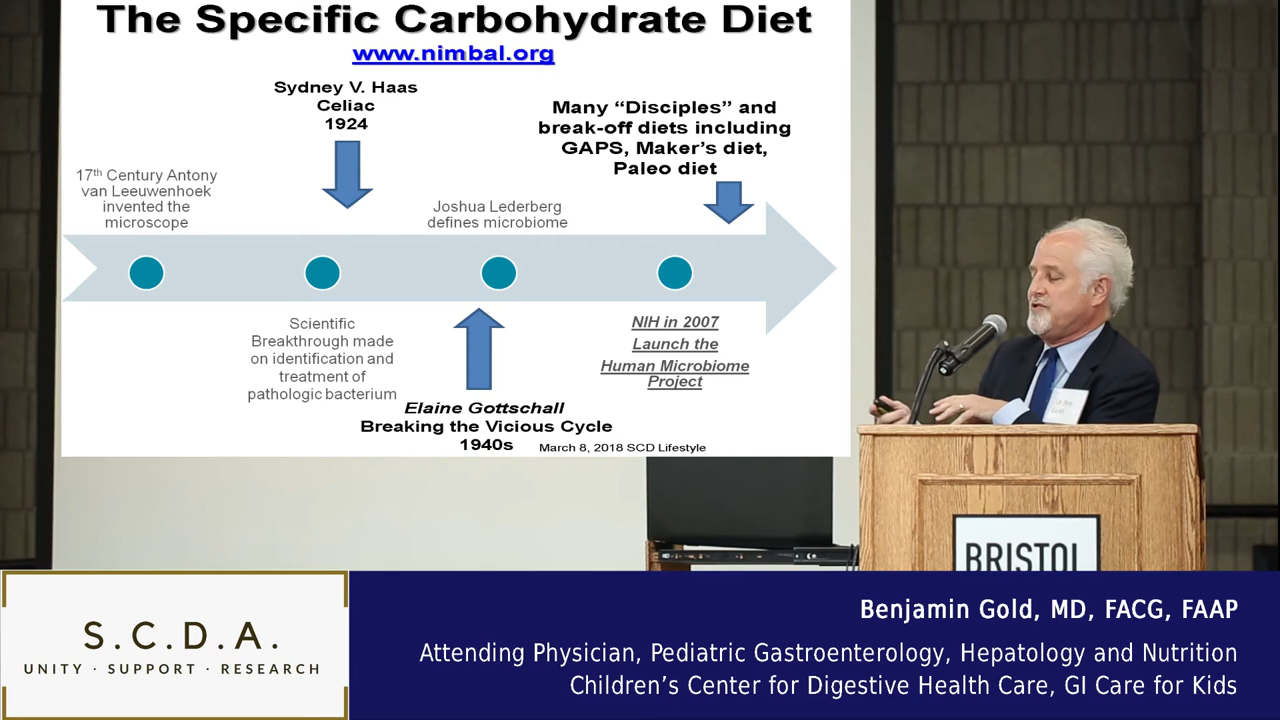 The Specific Carbohydrate Diet
www.nimbal.org
Sydney V. Haas
Celiac
1924
Many “Disciples” and
break-off diets including
GAPS, Maker’s diet,
Paleo diet
17th Century Antony
van Leeuwenhoek
invented the
microscope
Joshua Lederberg
defines microbiome
Scientific
Breakthrough made
on identification and
treatment of
pathologic bacterium
NIH in 2007
Launch the
Human Microbiome
Project
Elaine Gottschall
Breaking the Vicious Cycle
1940s
March 8, 2018 SCD Lifestyle
BRISTOL
S.C.D.A.
UNITY · SUPPORT · RESEARCH
Benjamin Gold, MD, FACG, FAAP
Attending Physician, Pediatric Gastroenterology, Hepatology and Nutrition
Children’s Center for Digestive Health Care, GI Care for Kids